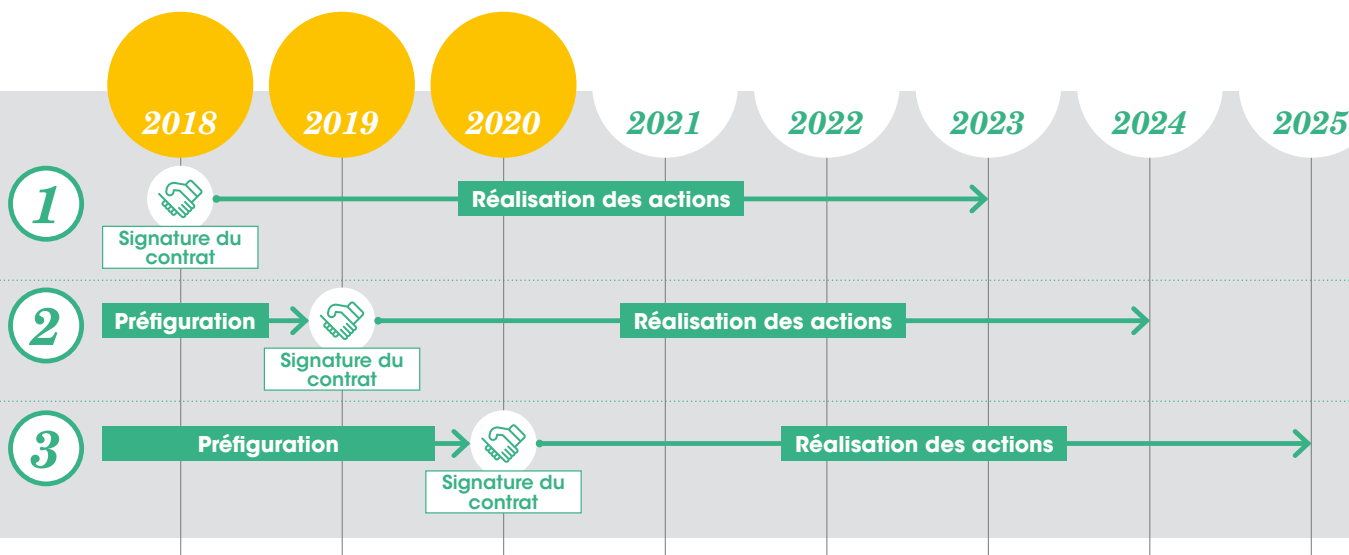 2018 2019 2020 2021 2022 2023 2024 2025
1
Réalisation des actions
Signature du
contrat
2
Préfiguration
Réalisation des actions
Signature du
contrat
3
Préfiguration
Réalisation des actions
Signature du
contrat